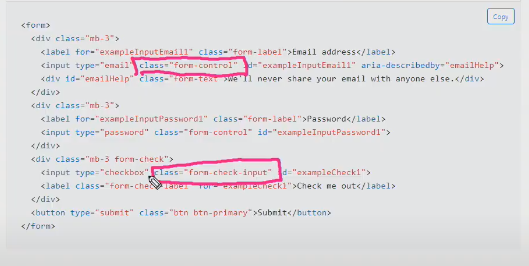 Copy
<form>
<div class="mb-3">
<label for="exampleInputEmail1" class="form-label">Email address</label>
<input type="email" class="form-control" id="exampleInputEmail1" aria-describedby="emailHelp">
<div id="emailHelp" class="form-text">We'll never share your email with anyone else.</div>
</div>
<div class="mb-3">
<label for="exampleInputPassword1" class="form-label">Password</label>
<input type="password" class="form-control" id="exampleInputPassword1">
</div>
<div class="mb-3 form-check">
<input type="checkbox" class="form-check-input" id="exampleCheck1">
<label class="form-check-label" for="exampleCheck1">Check me out</label>
</div>
<button type="submit" class="btn btn-primary">Submit</button>
</form>